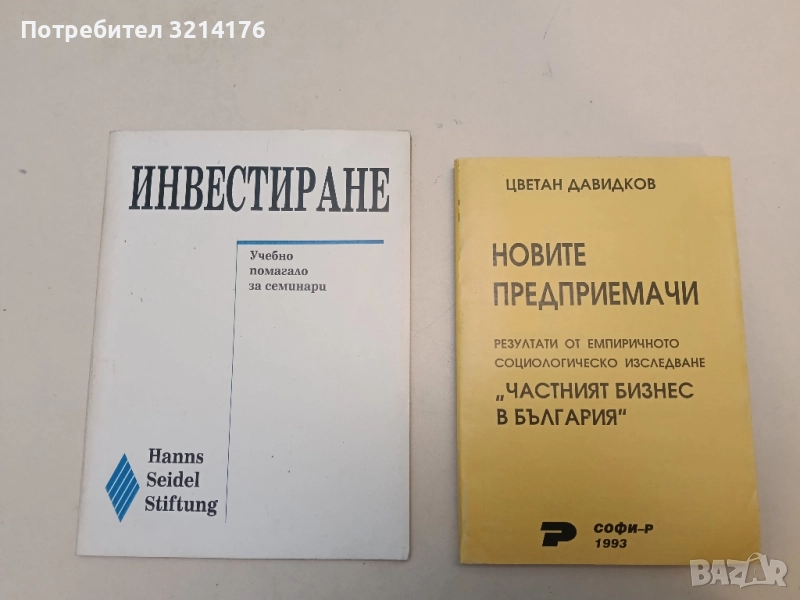 Потребител 3214176
ИНВЕСТИРАНЕ
Учебно
помагало
за семинари
Hanns
Seidel
Stiftung
ЦВЕТАН ДАВИДКОВ
НОВИТЕ
ПРЕДПРИЕМАЧИ
РЕЗУЛТАТИ ОТ ЕМПИРИЧНОТО
СОЦИОЛОГИЧЕСКО ИЗСЛЕДВАНЕ
„ЧАСТНИЯТ БИЗНЕС
В БЪЛГАРИЯ"
СОФИ–Р
1993
BAZAR